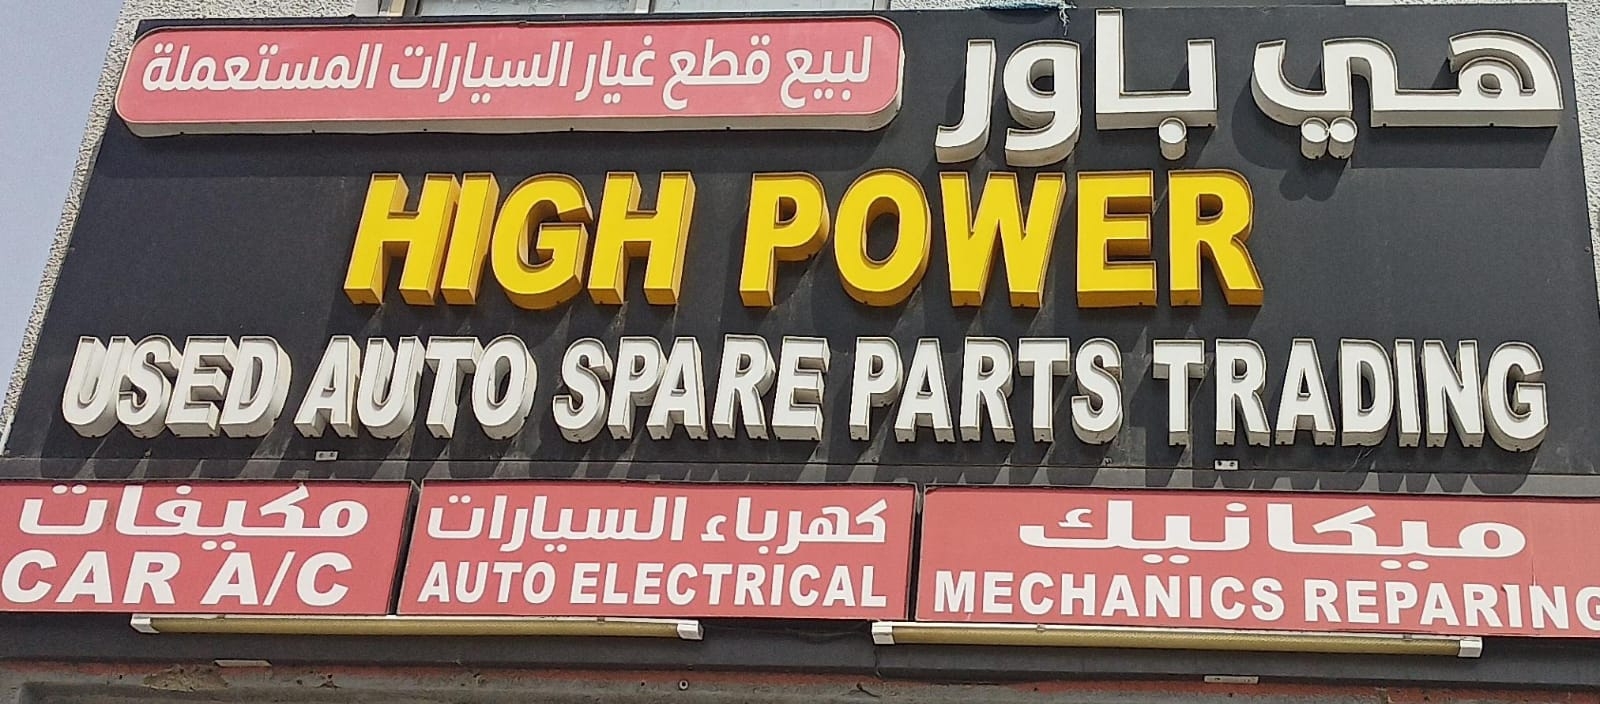 هي باور
لبيع قطع غيار السيارات المستعملة
HIGH POWER
USED AUTO SPARE PARTS TRADING
مكيفات
CAR A/C
كهرباء السيارات
AUTO ELECTRICAL
ميكانيك
MECHANICS REPARING